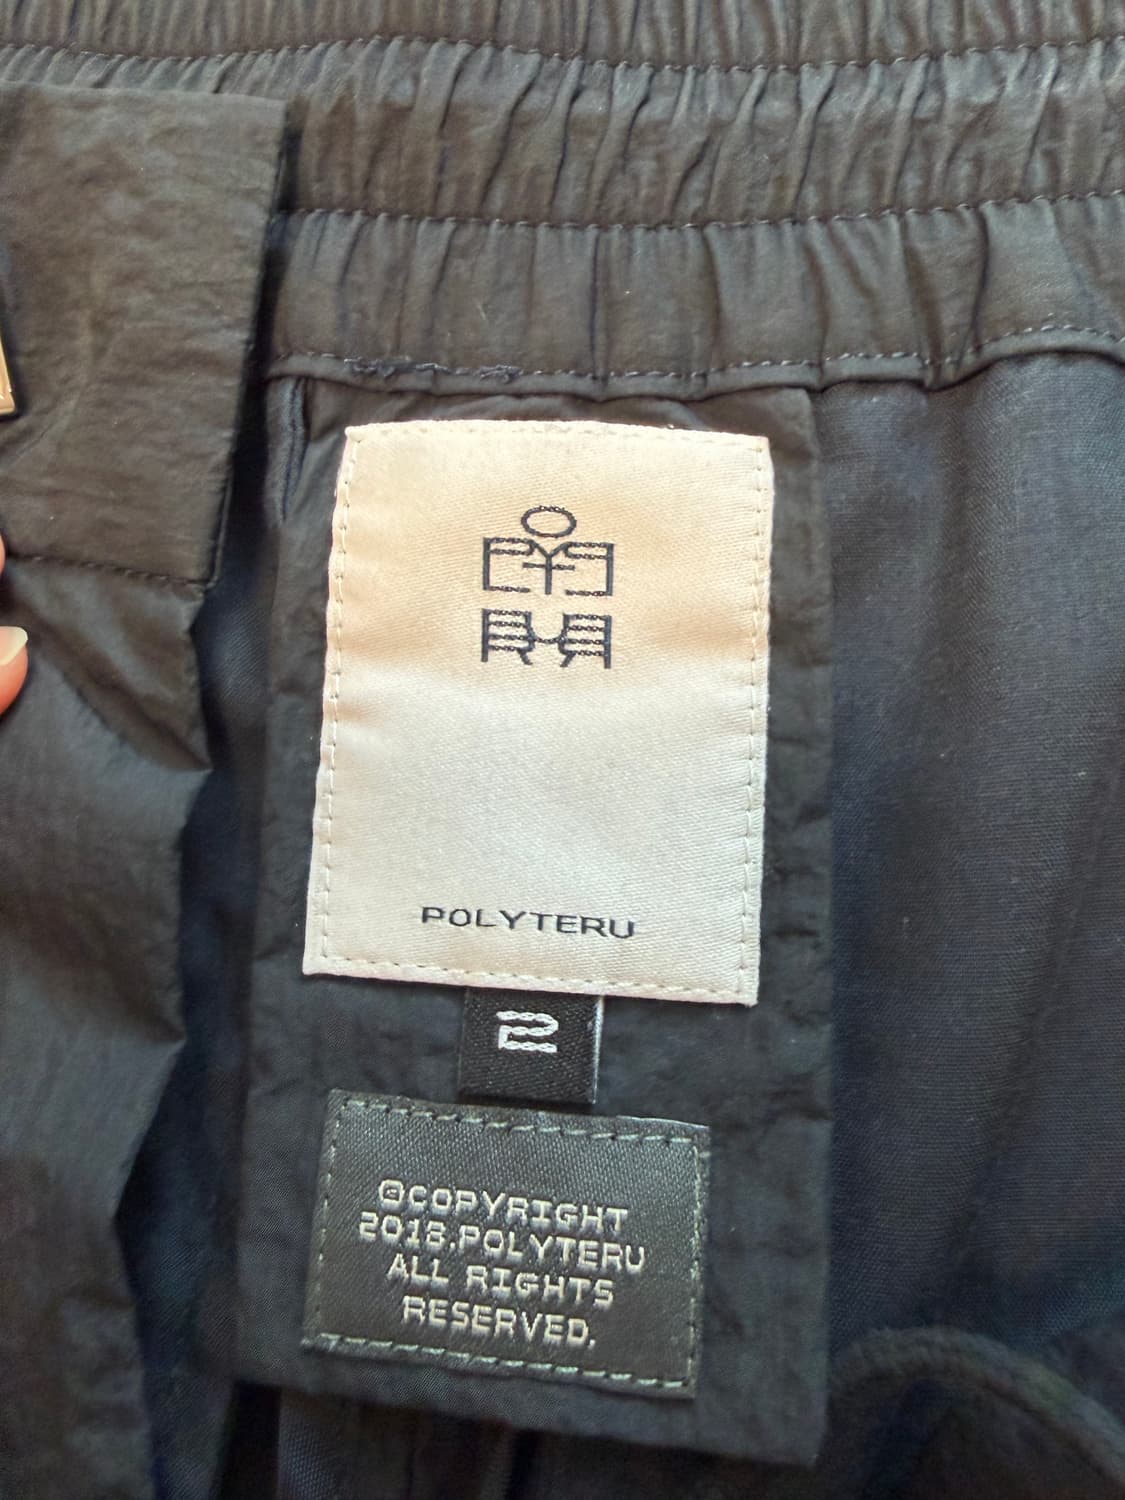 POLYTERU
2
©COPYRIGHT
2018.POLYTERU
ALL RIGHTS
RESERVED.